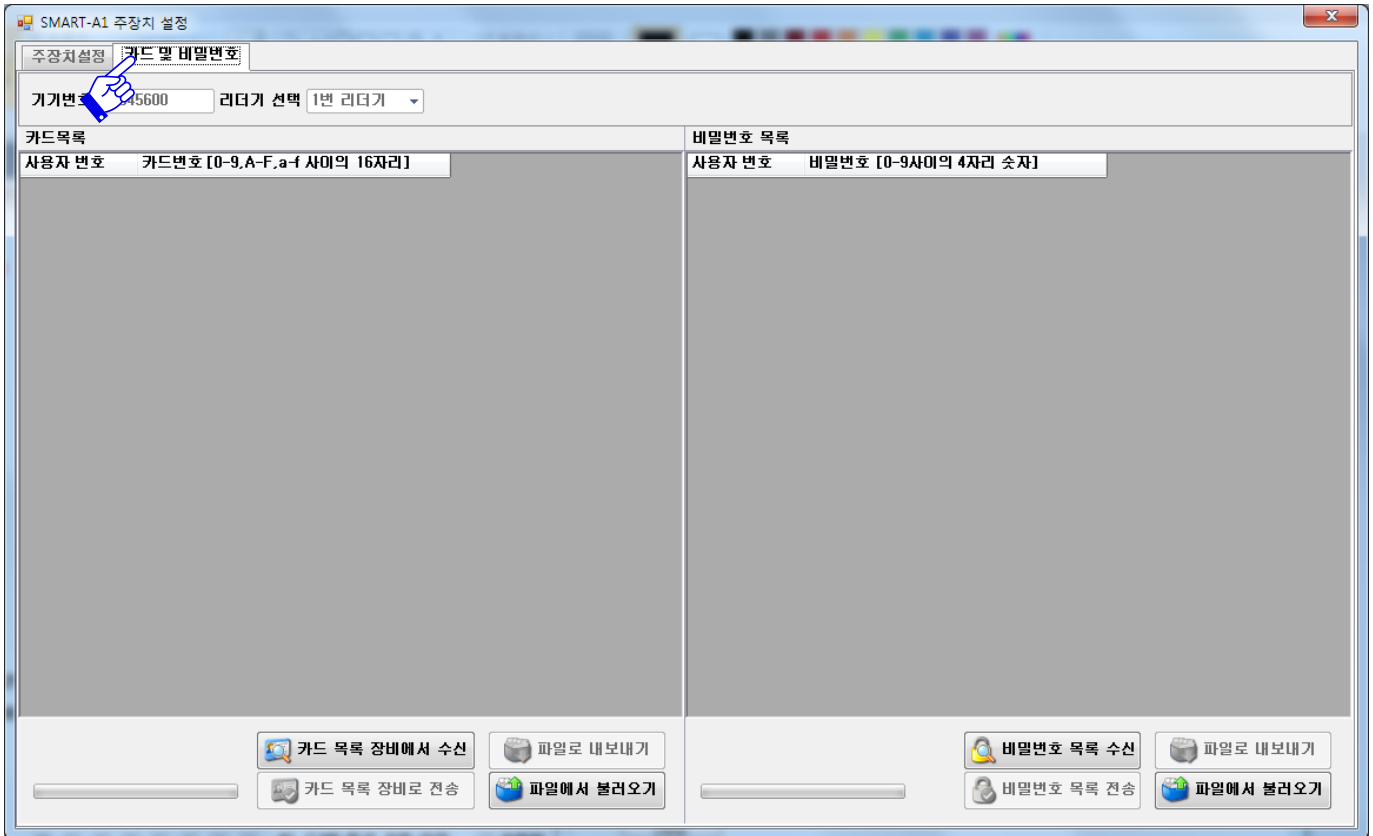 SMART-A1 주장치 설정
주장치설정 카드 및 비밀번호
45600 리더기 선택 1번 리더기
카드목록 비밀번호 목록
사용자 번호 카드번호 [0-9,A-F,a-f 사이의 16자리] 사용자 번호 비밀번호 [0-9사이의 4자리 숫자]
카드 목록 장비에서 수신 파일로 내보내기 비밀번호 목록 수신 파일로 내보내기
카드 목록 장비로 전송 파일에서 불러오기 비밀번호 목록 전송 파일에서 불러오기